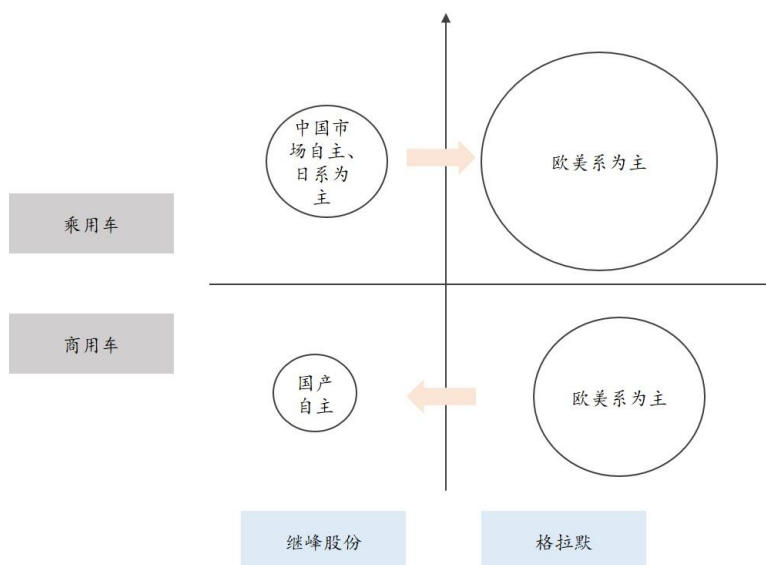 中国市
场自主、
日系为
主
欧美系为主
乘用车
商用车
国产
自主
欧美系为主
继峰股份
格拉默